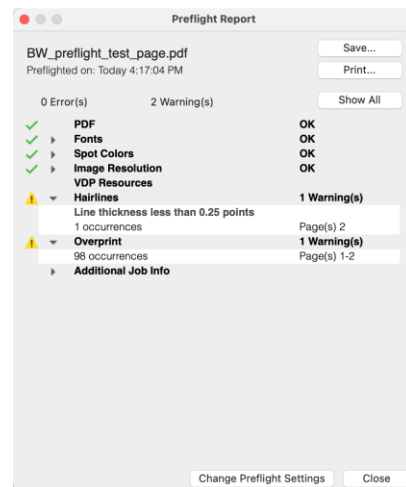 Preflight Report
BW_preflight_test_page.pdf
Save...
Preflighted on: Today 4:17:04 PM
Print...
0 Error(s) 2 Warning(s) Show All
PDF OK
Fonts OK
Spot Colors OK
Image Resolution OK
VDP Resources
Hairlines 1 Warning(s)
Line thickness less than 0.25 points
1 occurrences Page(s) 2
Overprint 1 Warning(s)
98 occurrences Page(s) 1-2
Additional Job Info
Change Preflight Settings Close